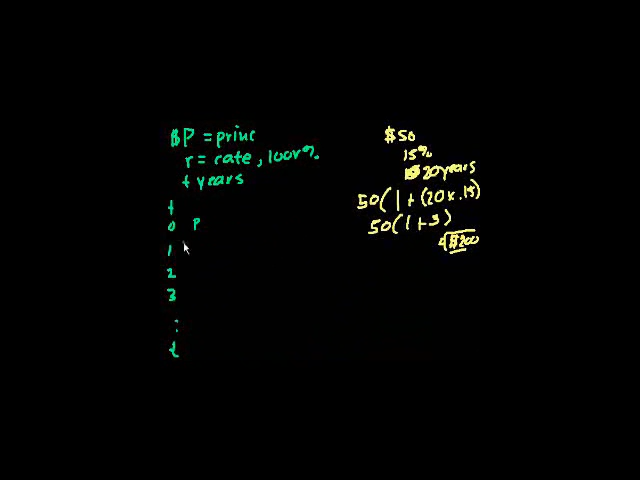 $P = princ
r = rate, 100r%
t years
t
0 P
1
2
3
:
t
$50
15%
20 years
50(1 + (20x.15)
50(1+3)
$200